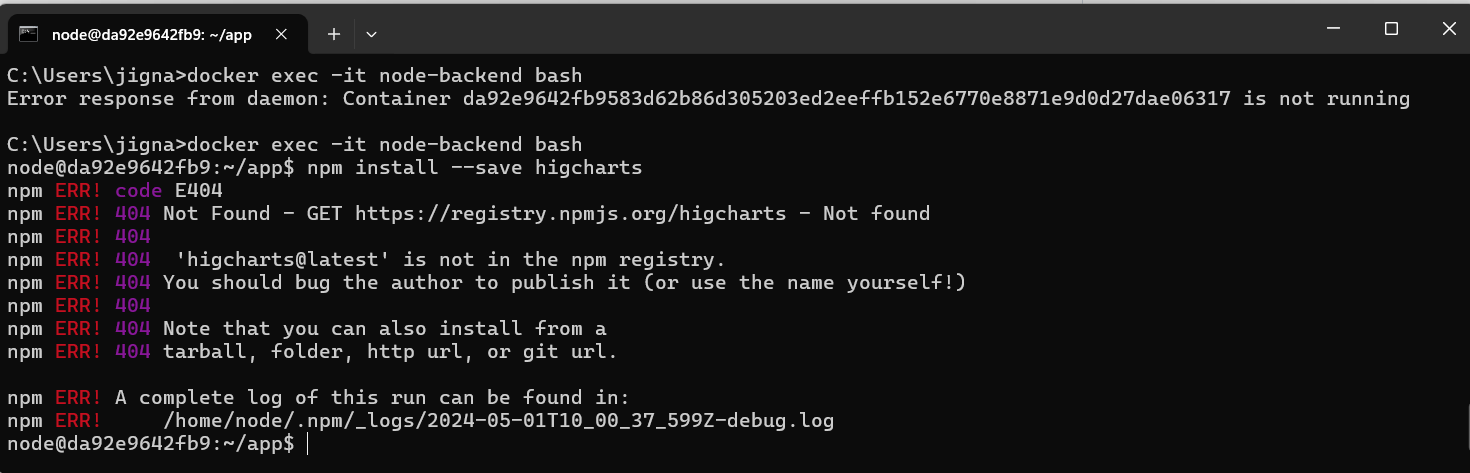 node@da92e9642fb9: ~/app
C:\Users\jigna>docker exec -it node-backend bash
Error response from daemon: Container da92e9642fb9583d62b86d305203ed2eeffb152e6770e8871e9d0d27dae06317 is not running
C:\Users\jigna>docker exec -it node-backend bash
node@da92e9642fb9:~/app$ npm install --save higcharts
npm ERR! code E404
npm ERR! 404 Not Found - GET https://registry.npmjs.org/higcharts - Not found
npm ERR! 404
npm ERR! 404  'higcharts@latest' is not in the npm registry.
npm ERR! 404 You should bug the author to publish it (or use the name yourself!)
npm ERR! 404
npm ERR! 404 Note that you can also install from a
npm ERR! 404 tarball, folder, http url, or git url.
npm ERR! A complete log of this run can be found in:
npm ERR!     /home/node/.npm/_logs/2024-05-01T10_00_37_599Z-debug.log
node@da92e9642fb9:~/app$